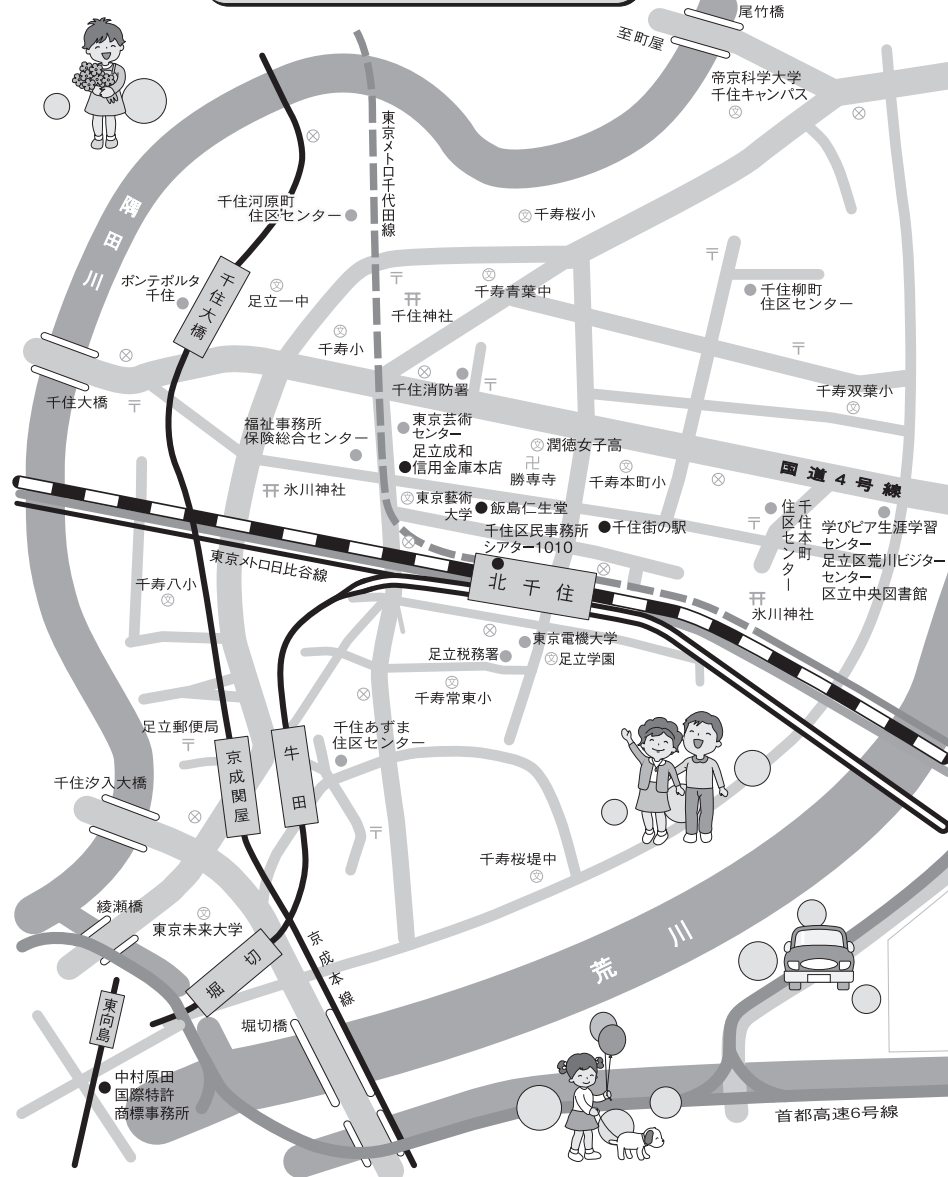 尾竹橋
至町屋
帝京科学大学
千住キャンパス
東京メトロ千代田線
千住河原町
住区センター
千寿桜小
隅田川
ポンテポルタ
千住
千住大橋
足立一中
千寿青葉中
千住神社
千住柳町
住区センター
千寿小
千住消防署
千寿双葉小
千住大橋
福祉事務所
保険総合センター
東京芸術
センター
足立成和
信用金庫本店
潤徳女子高
勝専寺
千寿本町小
国道4号線
氷川神社
東京藝術
大学
飯島仁生堂
千住区民事務所
シアター1010
千住街の駅
千住本町
住区センター
学びピア生涯学習
センター
足立区荒川ビジター
センター
区立中央図書館
東京メトロ日比谷線
北千住
千寿八小
氷川神社
東京電機大学
足立税務署
足立学園
千寿常東小
足立郵便局
千住あずま
住区センター
京成関屋
牛田
千住汐入大橋
千寿桜堤中
綾瀬橋
東京未来大学
京成本線
堀切
荒川
東向島
堀切橋
中村原田
国際特許
商標事務所
首都高速6号線